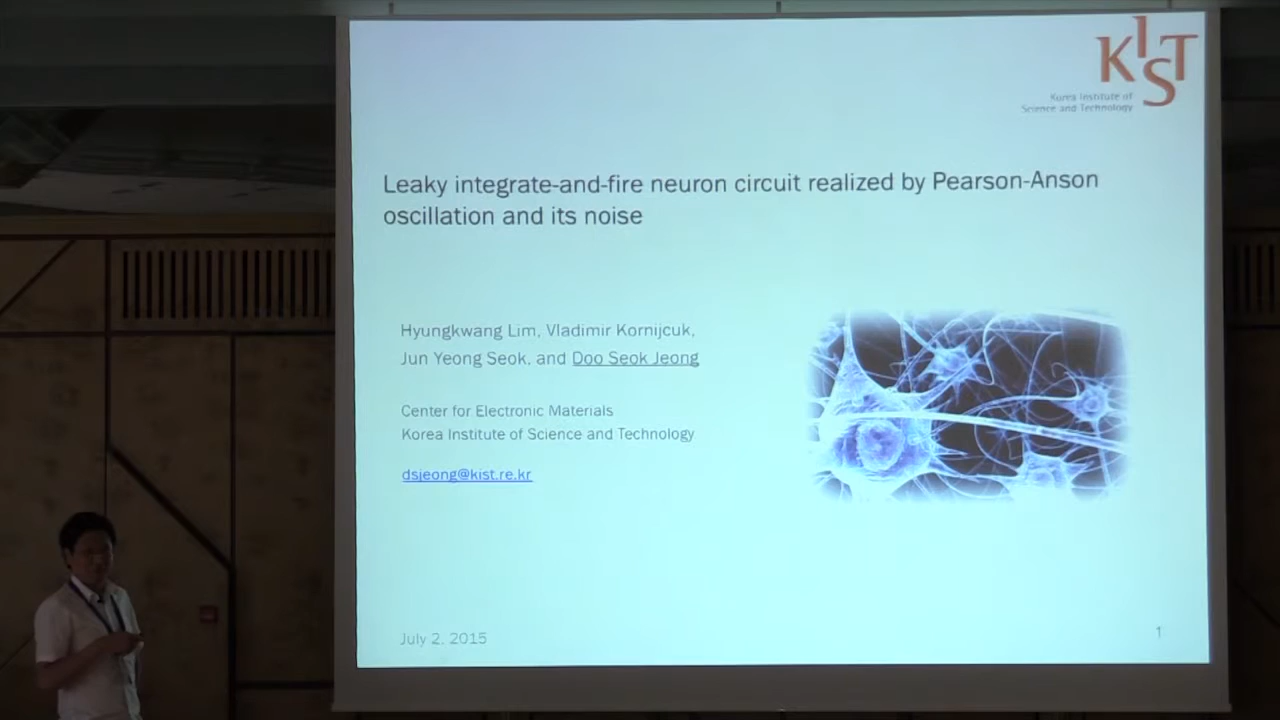 KIST
Korea Institute of
Science and Technology
Leaky integrate-and-fire neuron circuit realized by Pearson-Anson
oscillation and its noise
Hyungkwang Lim, Vladimir Kornijcuk,
Jun Yeong Seok, and Doo Seok Jeong
Center for Electronic Materials
Korea Institute of Science and Technology
dsjeong@kist.re.kr
July 2, 2015
1